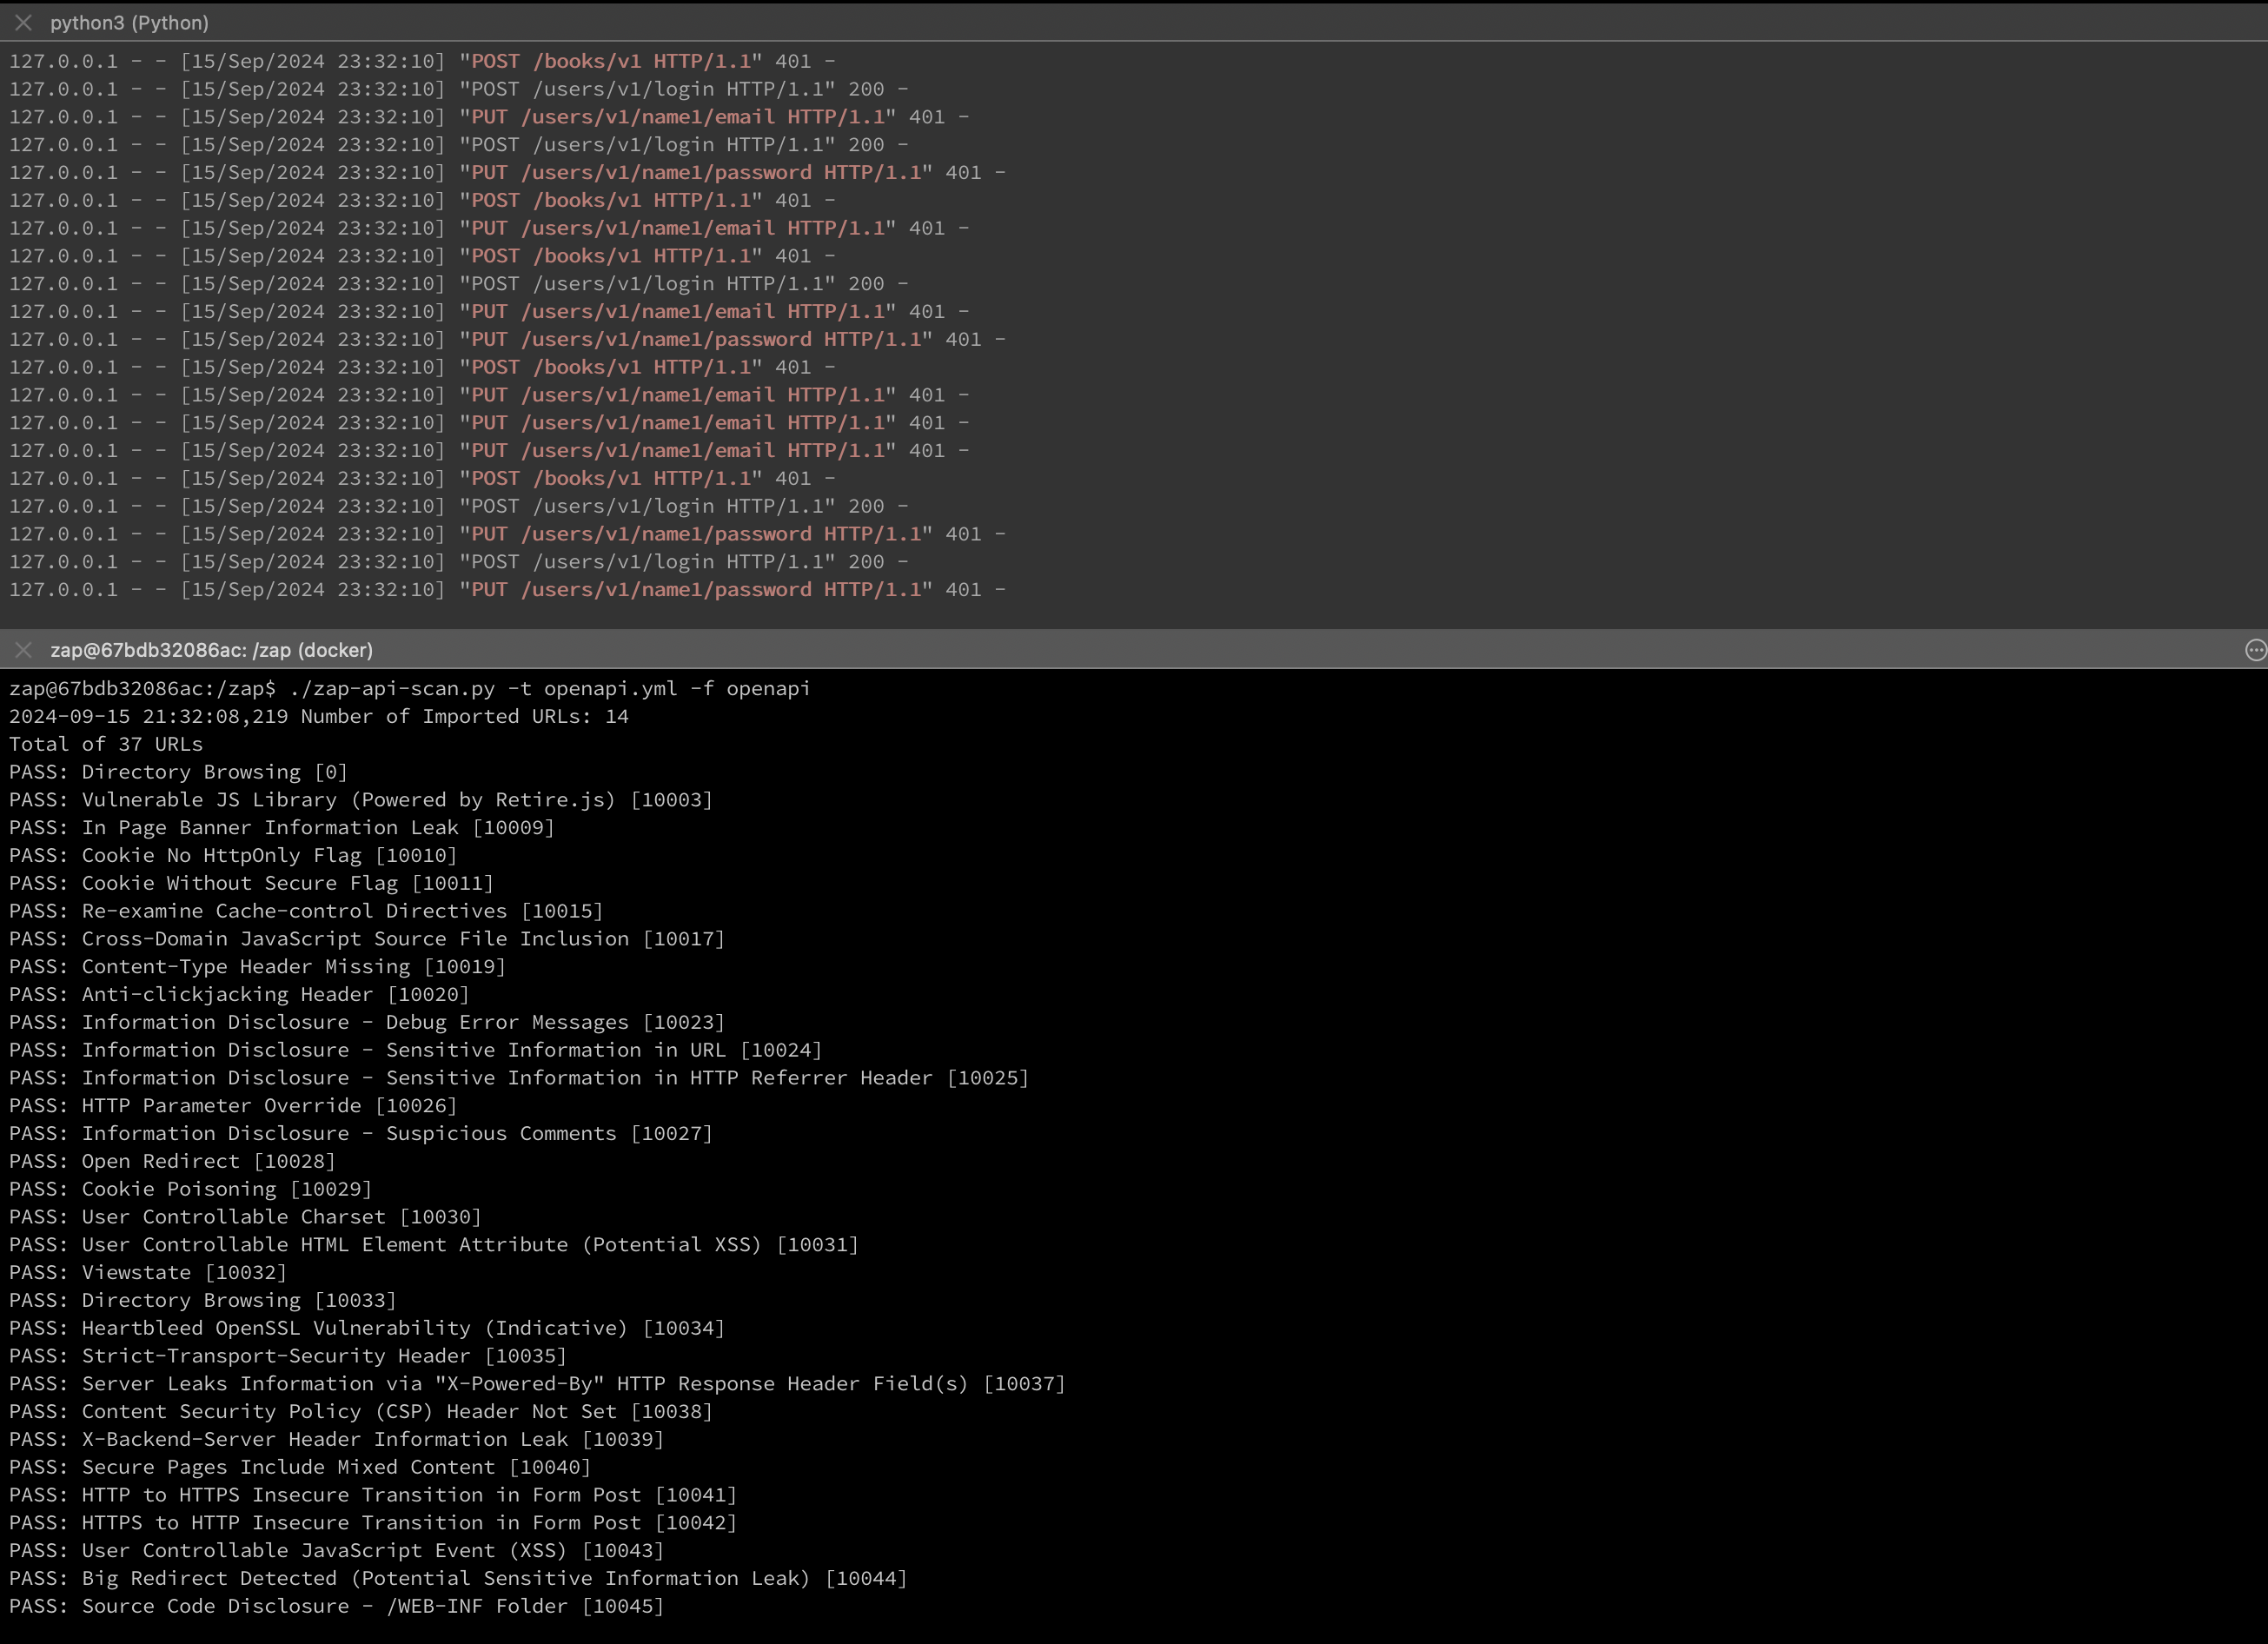 python3 (Python)
127.0.0.1 - - [15/Sep/2024 23:32:10] "POST /books/v1 HTTP/1.1" 401 -
127.0.0.1 - - [15/Sep/2024 23:32:10] "POST /users/v1/login HTTP/1.1" 200 -
127.0.0.1 - - [15/Sep/2024 23:32:10] "PUT /users/v1/name1/email HTTP/1.1" 401 -
127.0.0.1 - - [15/Sep/2024 23:32:10] "POST /users/v1/login HTTP/1.1" 200 -
127.0.0.1 - - [15/Sep/2024 23:32:10] "PUT /users/v1/name1/password HTTP/1.1" 401 -
127.0.0.1 - - [15/Sep/2024 23:32:10] "POST /books/v1 HTTP/1.1" 401 -
127.0.0.1 - - [15/Sep/2024 23:32:10] "PUT /users/v1/name1/email HTTP/1.1" 401 -
127.0.0.1 - - [15/Sep/2024 23:32:10] "POST /books/v1 HTTP/1.1" 401 -
127.0.0.1 - - [15/Sep/2024 23:32:10] "POST /users/v1/login HTTP/1.1" 200 -
127.0.0.1 - - [15/Sep/2024 23:32:10] "PUT /users/v1/name1/email HTTP/1.1" 401 -
127.0.0.1 - - [15/Sep/2024 23:32:10] "PUT /users/v1/name1/password HTTP/1.1" 401 -
127.0.0.1 - - [15/Sep/2024 23:32:10] "POST /books/v1 HTTP/1.1" 401 -
127.0.0.1 - - [15/Sep/2024 23:32:10] "PUT /users/v1/name1/email HTTP/1.1" 401 -
127.0.0.1 - - [15/Sep/2024 23:32:10] "PUT /users/v1/name1/email HTTP/1.1" 401 -
127.0.0.1 - - [15/Sep/2024 23:32:10] "PUT /users/v1/name1/email HTTP/1.1" 401 -
127.0.0.1 - - [15/Sep/2024 23:32:10] "POST /books/v1 HTTP/1.1" 401 -
127.0.0.1 - - [15/Sep/2024 23:32:10] "POST /users/v1/login HTTP/1.1" 200 -
127.0.0.1 - - [15/Sep/2024 23:32:10] "PUT /users/v1/name1/password HTTP/1.1" 401 -
127.0.0.1 - - [15/Sep/2024 23:32:10] "POST /users/v1/login HTTP/1.1" 200 -
127.0.0.1 - - [15/Sep/2024 23:32:10] "PUT /users/v1/name1/password HTTP/1.1" 401 -
zap@67bdb32086ac: /zap (docker)
zap@67bdb32086ac:/zap$ ./zap-api-scan.py -t openapi.yml -f openapi
2024-09-15 21:32:08,219 Number of Imported URLs: 14
Total of 37 URLs
PASS: Directory Browsing [0]
PASS: Vulnerable JS Library (Powered by Retire.js) [10003]
PASS: In Page Banner Information Leak [10009]
PASS: Cookie No HttpOnly Flag [10010]
PASS: Cookie Without Secure Flag [10011]
PASS: Re-examine Cache-control Directives [10015]
PASS: Cross-Domain JavaScript Source File Inclusion [10017]
PASS: Content-Type Header Missing [10019]
PASS: Anti-clickjacking Header [10020]
PASS: Information Disclosure - Debug Error Messages [10023]
PASS: Information Disclosure - Sensitive Information in URL [10024]
PASS: Information Disclosure - Sensitive Information in HTTP Referrer Header [10025]
PASS: HTTP Parameter Override [10026]
PASS: Information Disclosure - Suspicious Comments [10027]
PASS: Open Redirect [10028]
PASS: Cookie Poisoning [10029]
PASS: User Controllable Charset [10030]
PASS: User Controllable HTML Element Attribute (Potential XSS) [10031]
PASS: Viewstate [10032]
PASS: Directory Browsing [10033]
PASS: Heartbleed OpenSSL Vulnerability (Indicative) [10034]
PASS: Strict-Transport-Security Header [10035]
PASS: Server Leaks Information via "X-Powered-By" HTTP Response Header Field(s) [10037]
PASS: Content Security Policy (CSP) Header Not Set [10038]
PASS: X-Backend-Server Header Information Leak [10039]
PASS: Secure Pages Include Mixed Content [10040]
PASS: HTTP to HTTPS Insecure Transition in Form Post [10041]
PASS: HTTPS to HTTP Insecure Transition in Form Post [10042]
PASS: User Controllable JavaScript Event (XSS) [10043]
PASS: Big Redirect Detected (Potential Sensitive Information Leak) [10044]
PASS: Source Code Disclosure - /WEB-INF Folder [10045]